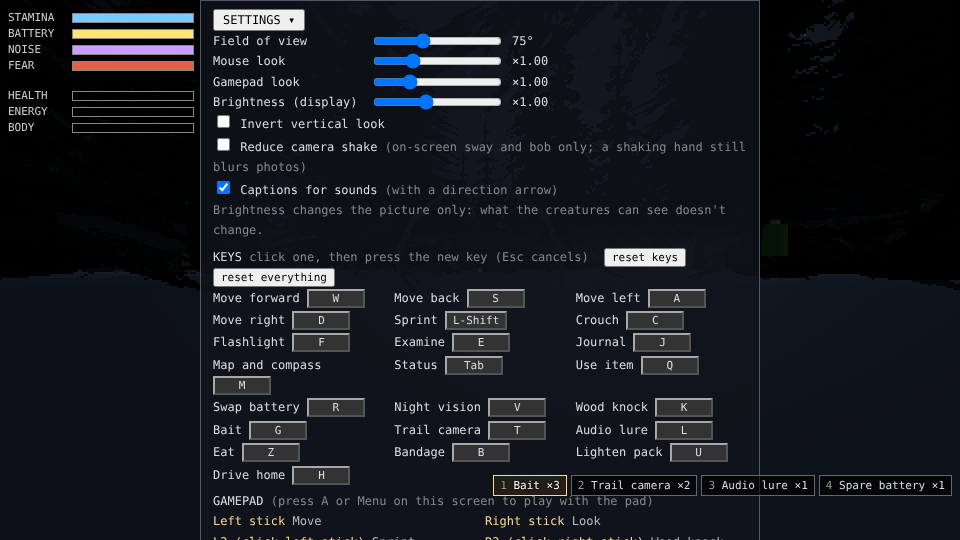 STAMINA
BATTERY
NOISE
FEAR
HEALTH
ENERGY
BODY
SETTINGS ▾
Field of view 75°
Mouse look ×1.00
Gamepad look ×1.00
Brightness (display) ×1.00
Invert vertical look
Reduce camera shake (on-screen sway and bob only; a shaking hand still
blurs photos)
Captions for sounds (with a direction arrow)
Brightness changes the picture only: what the creatures can see doesn't
change.
KEYS click one, then press the new key (Esc cancels) reset keys
reset everything
Move forward W Move back S Move left A
Move right D Sprint L-Shift Crouch C
Flashlight F Examine E Journal J
Map and compass Status Tab Use item Q
M
Swap battery R Night vision V Wood knock K
Bait G Trail camera T Audio lure L
Eat Z Bandage B Lighten pack U
Drive home H
1 Bait ×3 2 Trail camera ×2 3 Audio lure ×1 4 Spare battery ×1
GAMEPAD (press A or Menu on this screen to play with the pad)
Left stick Move Right stick Look